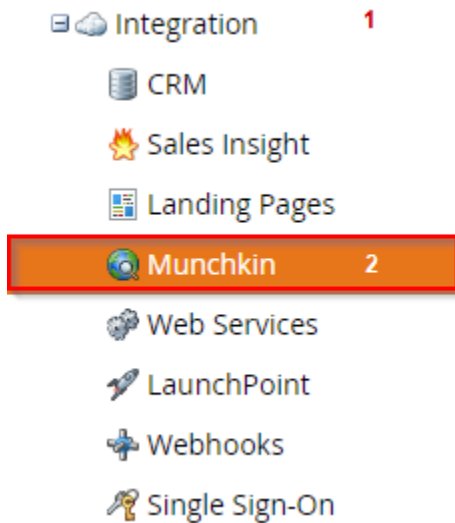 Integration 1
CRM
Sales Insight
Landing Pages
Munchkin 2
Web Services
LaunchPoint
Webhooks
Single Sign-On